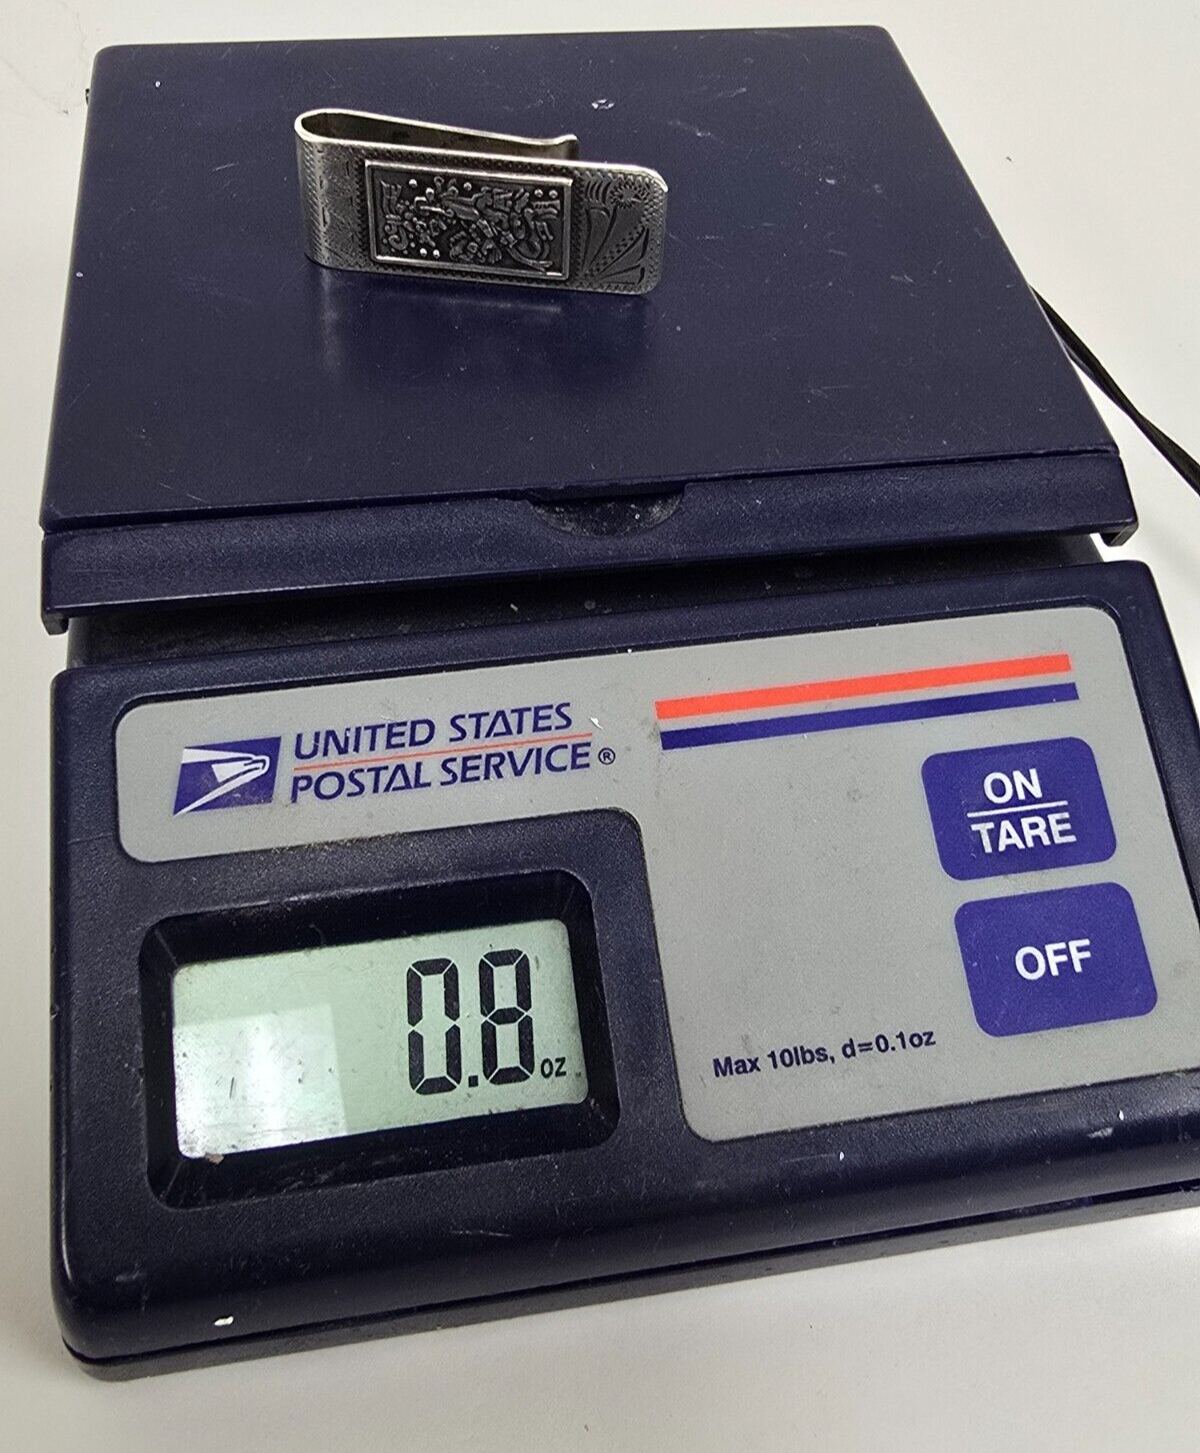 UNITED STATES
POSTAL SERVICE®
ON
TARE
OFF
0.8 oz
Max 10lbs, d=0.1oz